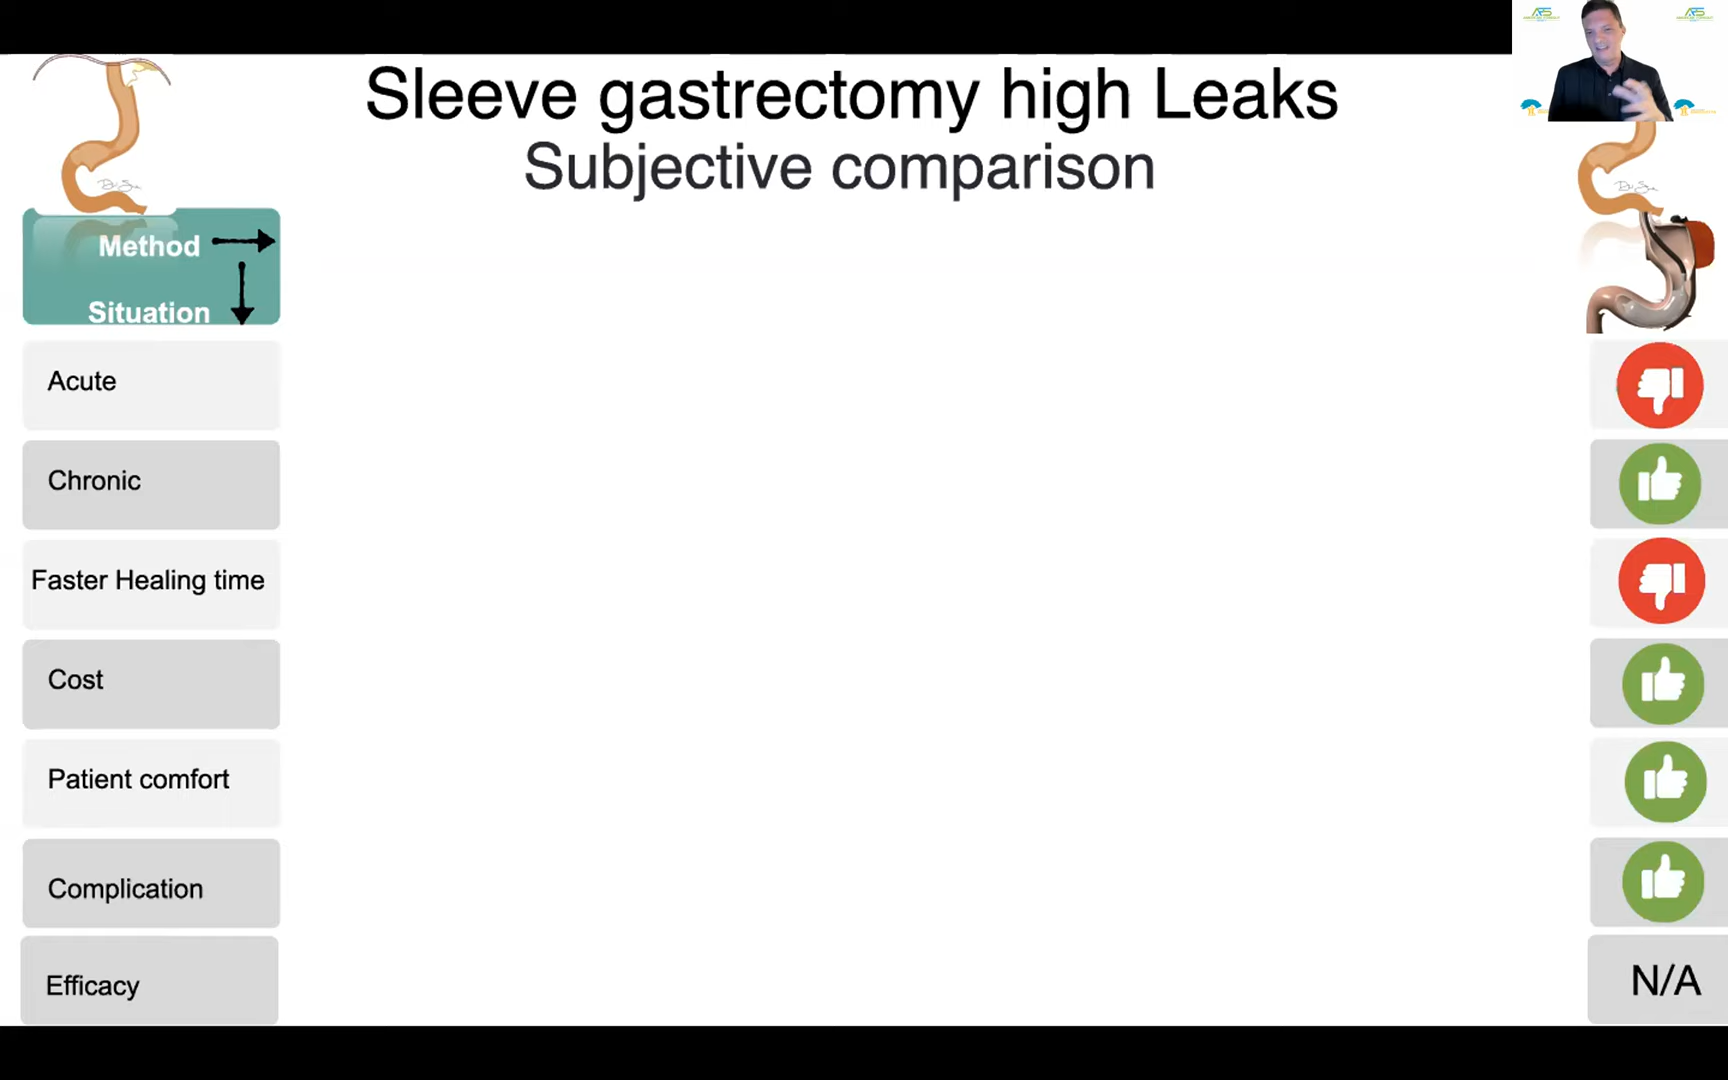 Sleeve gastrectomy high Leaks
Subjective comparison
Method
Situation
Acute
Chronic
Faster Healing time
Cost
Patient comfort
Complication
Efficacy
N/A